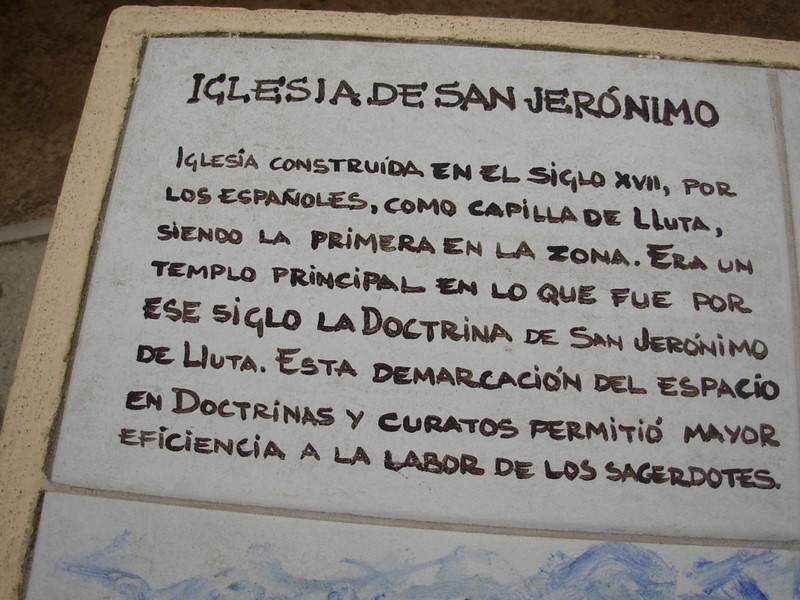 IGLESIA DE SAN JERÓNIMO
IGLESIA CONSTRUÍDA EN EL SIGLO XVII, POR
LOS ESPAÑOLES, COMO CAPILLA DE LLUTA,
SIENDO LA PRIMERA EN LA ZONA. ERA UN
TEMPLO PRINCIPAL EN LO QUE FUE POR
ESE SIGLO LA DOCTRINA DE SAN JERÓNIMO
DE LLUTA. ESTA DEMARCACIÓN DEL ESPACIO
EN DOCTRINAS Y CURATOS PERMITIÓ MAYOR
EFICIENCIA A LA LABOR DE LOS SACERDOTES.